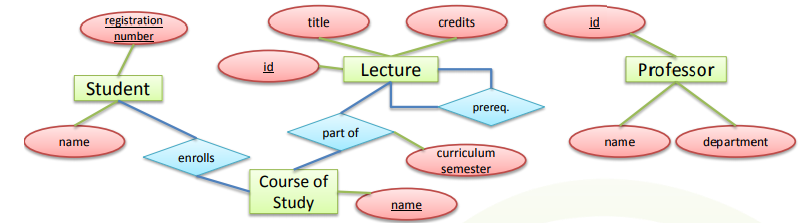 registration
number
title
credits
id
id
Student
Lecture
Professor
prereq.
name
part of
name
department
enrolls
curriculum
semester
Course of
Study
name